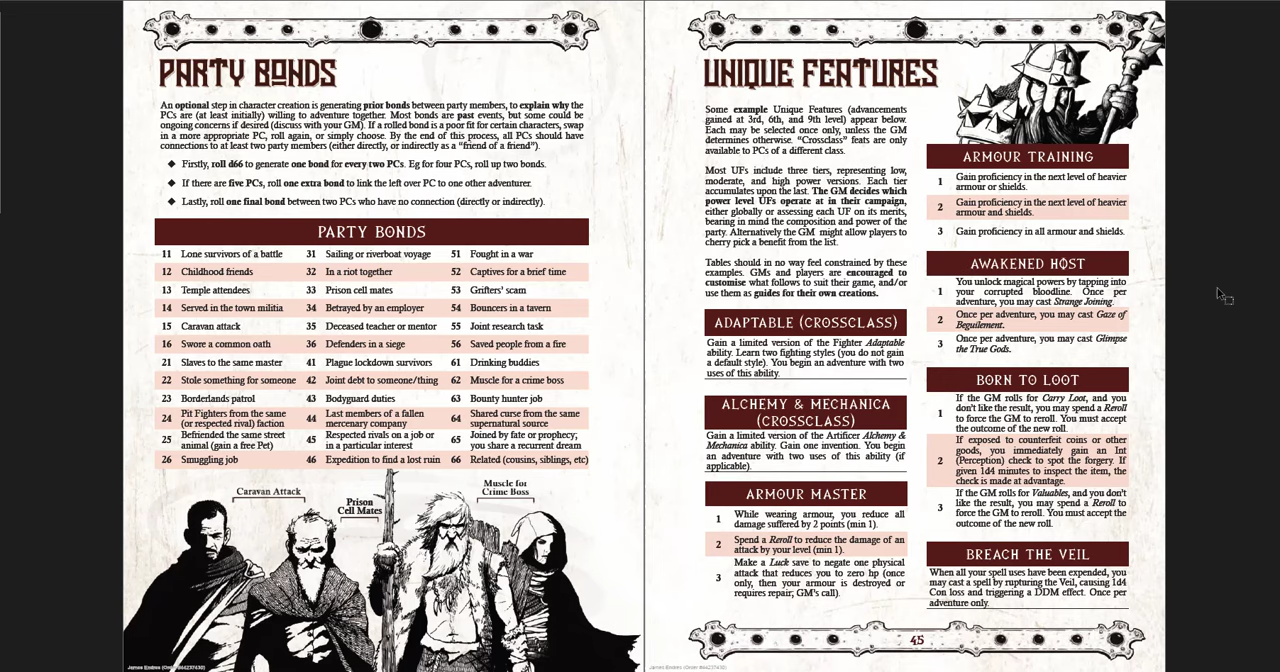 PARTY BONDS
An optional step in character creation is generating prior bonds between party members, to explain why the
PCs are (at least initially) willing to adventure together. Most bonds are past events, but some could be
ongoing concerns if desired (discuss with your GM). If a rolled bond is a poor fit for certain characters, swap
in a more appropriate PC, roll again, or simply choose. By the end of this process, all PCs should have
connections to at least two party members (either directly, or indirectly as a “friend of a friend”).
◆ Firstly, roll d66 to generate one bond for every two PCs. Eg for four PCs, roll up two bonds.
◆ If there are five PCs, roll one extra bond to link the left over PC to one other adventurer.
◆ Lastly, roll one final bond between two PCs who have no connection (directly or indirectly).
PARTY BONDS
11 Lone survivors of a battle 31 Sailing or riverboat voyage 51 Fought in a war
12 Childhood friends 32 In a riot together 52 Captives for a brief time
13 Temple attendees 33 Prison cell mates 53 Grifters' scam
14 Served in the town militia 34 Betrayed by an employer 54 Bouncers in a tavern
15 Caravan attack 35 Deceased teacher or mentor 55 Joint research task
16 Swore a common oath 36 Defenders in a siege 56 Saved people from a fire
21 Slaves to the same master 41 Plague lockdown survivors 61 Drinking buddies
22 Stole something for someone 42 Joint debt to someone/thing 62 Muscle for a crime boss
23 Borderlands patrol 43 Bodyguard duties 63 Bounty hunter job
24 Pit Fighters from the same 44 Last members of a fallen 64 Shared curse from the same
(or respected rival) faction mercenary company supernatural source
25 Befriended the same street 45 Respected rivals on a job or 65 Joined by fate or prophecy;
animal (gain a free Pet) in a particular interest you share a recurrent dream
26 Smuggling job 46 Expedition to find a lost ruin 66 Related (cousins, siblings, etc)
Caravan Attack
Prison
Cell Mates
Muscle for
Crime Boss
James Endres (Order #44237430)
UNIQUE FEATURES
Some example Unique Features (advancements
gained at 3rd, 6th, and 9th level) appear below.
Each may be selected once only, unless the GM
determines otherwise. “Crossclass” feats are only
available to PCs of a different class.
Most UFs include three tiers, representing low,
moderate, and high power versions. Each tier
accumulates upon the last. The GM decides which
power level UFs operate at in their campaign,
either globally or assessing each UF on its merits,
bearing in mind the composition and power of the
party. Alternatively the GM might allow players to
cherry pick a benefit from the list.
Tables should in no way feel constrained by these
examples. GMs and players are encouraged to
customise what follows to suit their game, and/or
use them as guides for their own creations.
ADAPTABLE (CROSSCLASS)
Gain a limited version of the Fighter Adaptable
ability. Learn two fighting styles (you do not gain
a default style). You begin an adventure with two
uses of this ability.
ALCHEMY & MECHANICA
(CROSSCLASS)
Gain a limited version of the Artificer Alchemy &
Mechanica ability. Gain one invention. You begin
an adventure with two uses of this ability (if
applicable).
ARMOUR MASTER
1 While wearing armour, you reduce all
damage suffered by 2 points (min 1).
2 Spend a Reroll to reduce the damage of an
attack by your level (min 1).
3 Make a Luck save to negate one physical
attack that reduces you to zero hp (once
only, then your armour is destroyed or
requires repair; GM's call).
ARMOUR TRAINING
1 Gain proficiency in the next level of heavier
armour or shields.
2 Gain proficiency in the next level of heavier
armour and shields.
3 Gain proficiency in all armour and shields.
AWAKENED HOST
1 You unlock magical powers by tapping into
your corrupted bloodline. Once per
adventure, you may cast Strange Joining.
2 Once per adventure, you may cast Gaze of
Beguilement.
3 Once per adventure, you may cast Glimpse
the True Gods.
BORN TO LOOT
1 If the GM rolls for Carry Loot, and you
don't like the result, you may spend a Reroll
to force the GM to reroll. You must accept
the outcome of the new roll.
2 If exposed to counterfeit coins or other
goods, you immediately gain an Int
(Perception) check to spot the forgery. If
given 1d4 minutes to inspect the item, the
check is made at advantage.
3 If the GM rolls for Valuables, and you don't
like the result, you may spend a Reroll to
force the GM to reroll. You must accept the
outcome of the new roll.
BREACH THE VEIL
When all your spell uses have been expended, you
may cast a spell by rupturing the Veil, causing 1d4
Con loss and triggering a DDM effect. Once per
adventure only.
45
James Endres (Order #44237430)